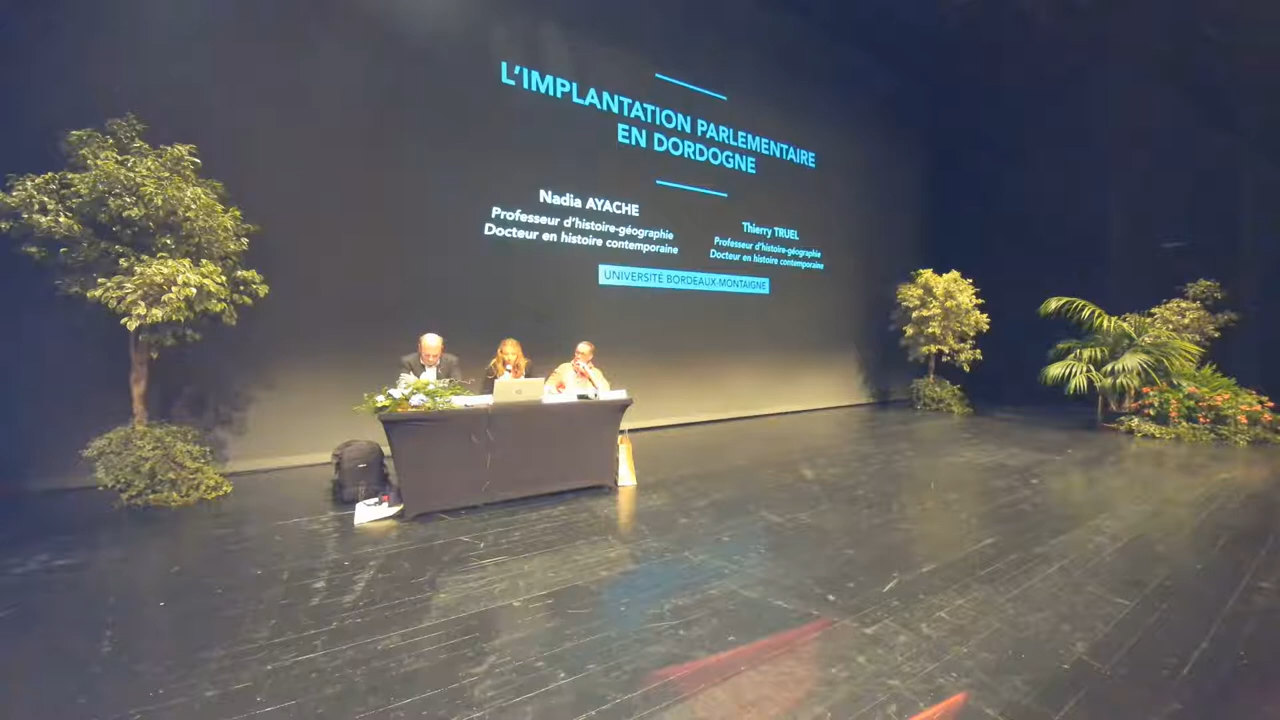 L'IMPLANTATION PARLEMENTAIRE
EN DORDOGNE
Nadia AYACHE
Professeur d'histoire-géographie
Docteur en histoire contemporaine
Thierry TRUEL
Professeur d'histoire-géographie
Docteur en histoire contemporaine
UNIVERSITÉ BORDEAUX-MONTAIGNE